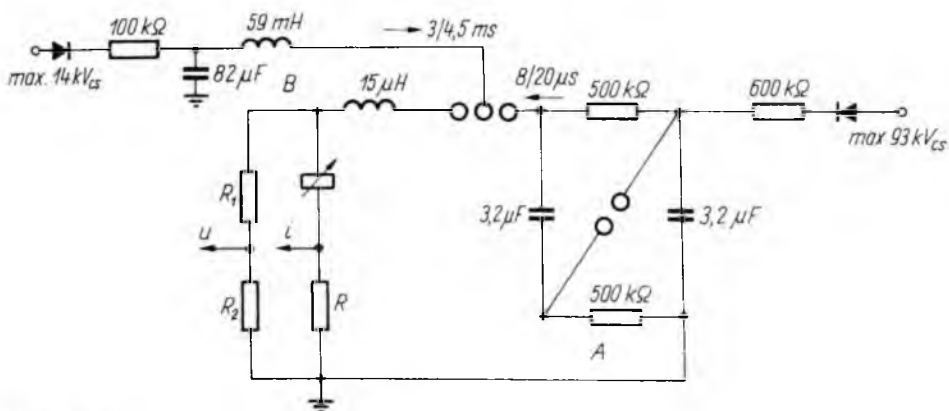 59 mH
100 kΩ
3/4,5 ms
max. 14 kVcs
82 µF
B
15 µH
8/20 µs
500 kΩ
600 kΩ
max 93 kVcs
R1
3,2 µF
3,2 µF
u
i
R2
R
500 kΩ
A